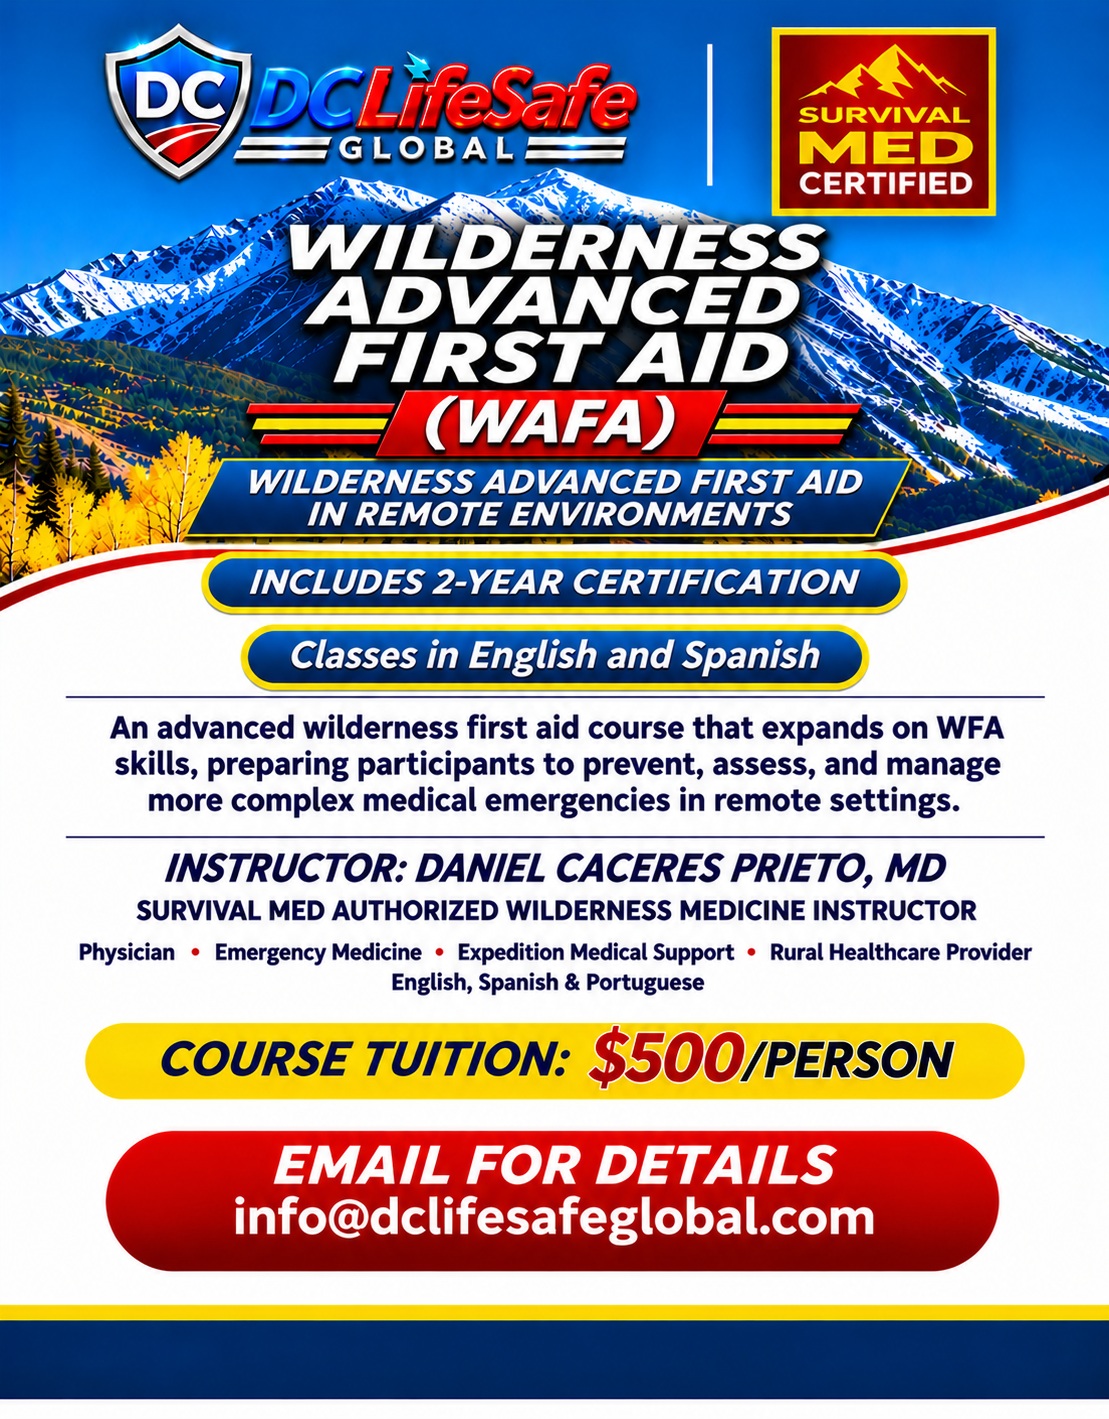 DC
DC LifeSafe
GLOBAL
SURVIVAL
MED
CERTIFIED
WILDERNESS
ADVANCED
FIRST AID
(WAFA)
WILDERNESS ADVANCED FIRST AID
IN REMOTE ENVIRONMENTS
INCLUDES 2-YEAR CERTIFICATION
Classes in English and Spanish
An advanced wilderness first aid course that expands on WFA
skills, preparing participants to prevent, assess, and manage
more complex medical emergencies in remote settings.
INSTRUCTOR: DANIEL CACERES PRIETO, MD
SURVIVAL MED AUTHORIZED WILDERNESS MEDICINE INSTRUCTOR
Physician • Emergency Medicine • Expedition Medical Support • Rural Healthcare Provider
English, Spanish & Portuguese
COURSE TUITION: $500/PERSON
EMAIL FOR DETAILS
info@dclifesafeglobal.com